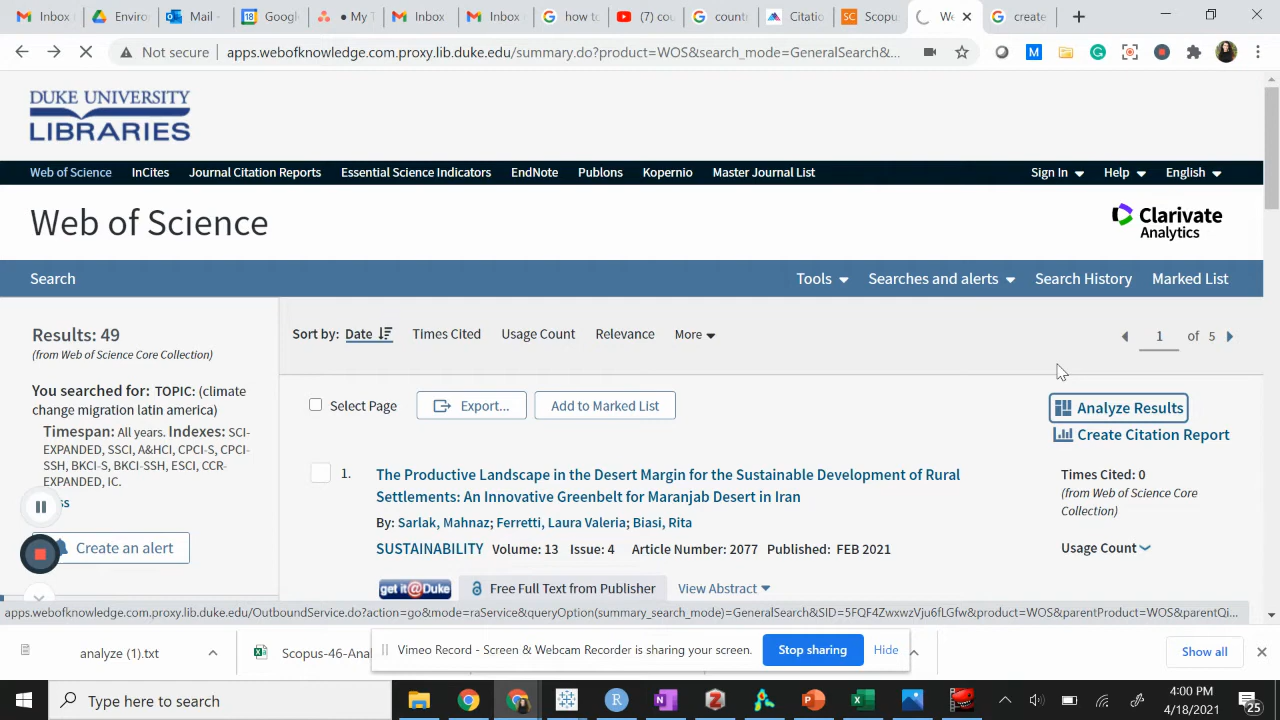 Inbox
Enviro
Mail -
Googl
My T
Inbox
Inbox
how to
(2) cou
countr
Citatio
Scopu
We
create
Not secure
apps.webofknowledge.com.proxy.lib.duke.edu/summary.do?product=WOS&search_mode=GeneralSearch&...
DUKE UNIVERSITY
LIBRARIES
Web of Science InCites Journal Citation Reports Essential Science Indicators EndNote Publons Kopernio Master Journal List Sign In Help English
Web of Science
Clarivate
Analytics
Search Tools Searches and alerts Search History Marked List
Results: 49
(from Web of Science Core Collection)
You searched for: TOPIC: (climate
change migration latin america)
Timespan: All years. Indexes: SCI-
EXPANDED, SSCI, A&HCI, CPCI-S, CPCI-
SSH, BKCI-S, BKCI-SSH, ESCI, CCR-
EXPANDED, IC.
ss
Create an alert
Sort by: Date Times Cited Usage Count Relevance More
1 of 5
Select Page Export... Add to Marked List
Analyze Results
Create Citation Report
1. The Productive Landscape in the Desert Margin for the Sustainable Development of Rural
Settlements: An Innovative Greenbelt for Maranjab Desert in Iran
By: Sarlak, Mahnaz; Ferretti, Laura Valeria; Biasi, Rita
SUSTAINABILITY Volume: 13 Issue: 4 Article Number: 2077 Published: FEB 2021
get it@Duke Free Full Text from Publisher View Abstract
Times Cited: 0
(from Web of Science Core
Collection)
Usage Count
apps.webofknowledge.com.proxy.lib.duke.edu/OutboundService.do?action=go&mode=raService&queryOption(summary_search_mode)=GeneralSearch&SID=5FQF4ZwxwzVju6fLGfw&product=WOS&parentProduct=WOS&parentQi...
analyze (1).txt
Scopus-46-Anal
Vimeo Record - Screen & Webcam Recorder is sharing your screen. Stop sharing Hide
Show all
Type here to search
4:00 PM
4/18/2021
25